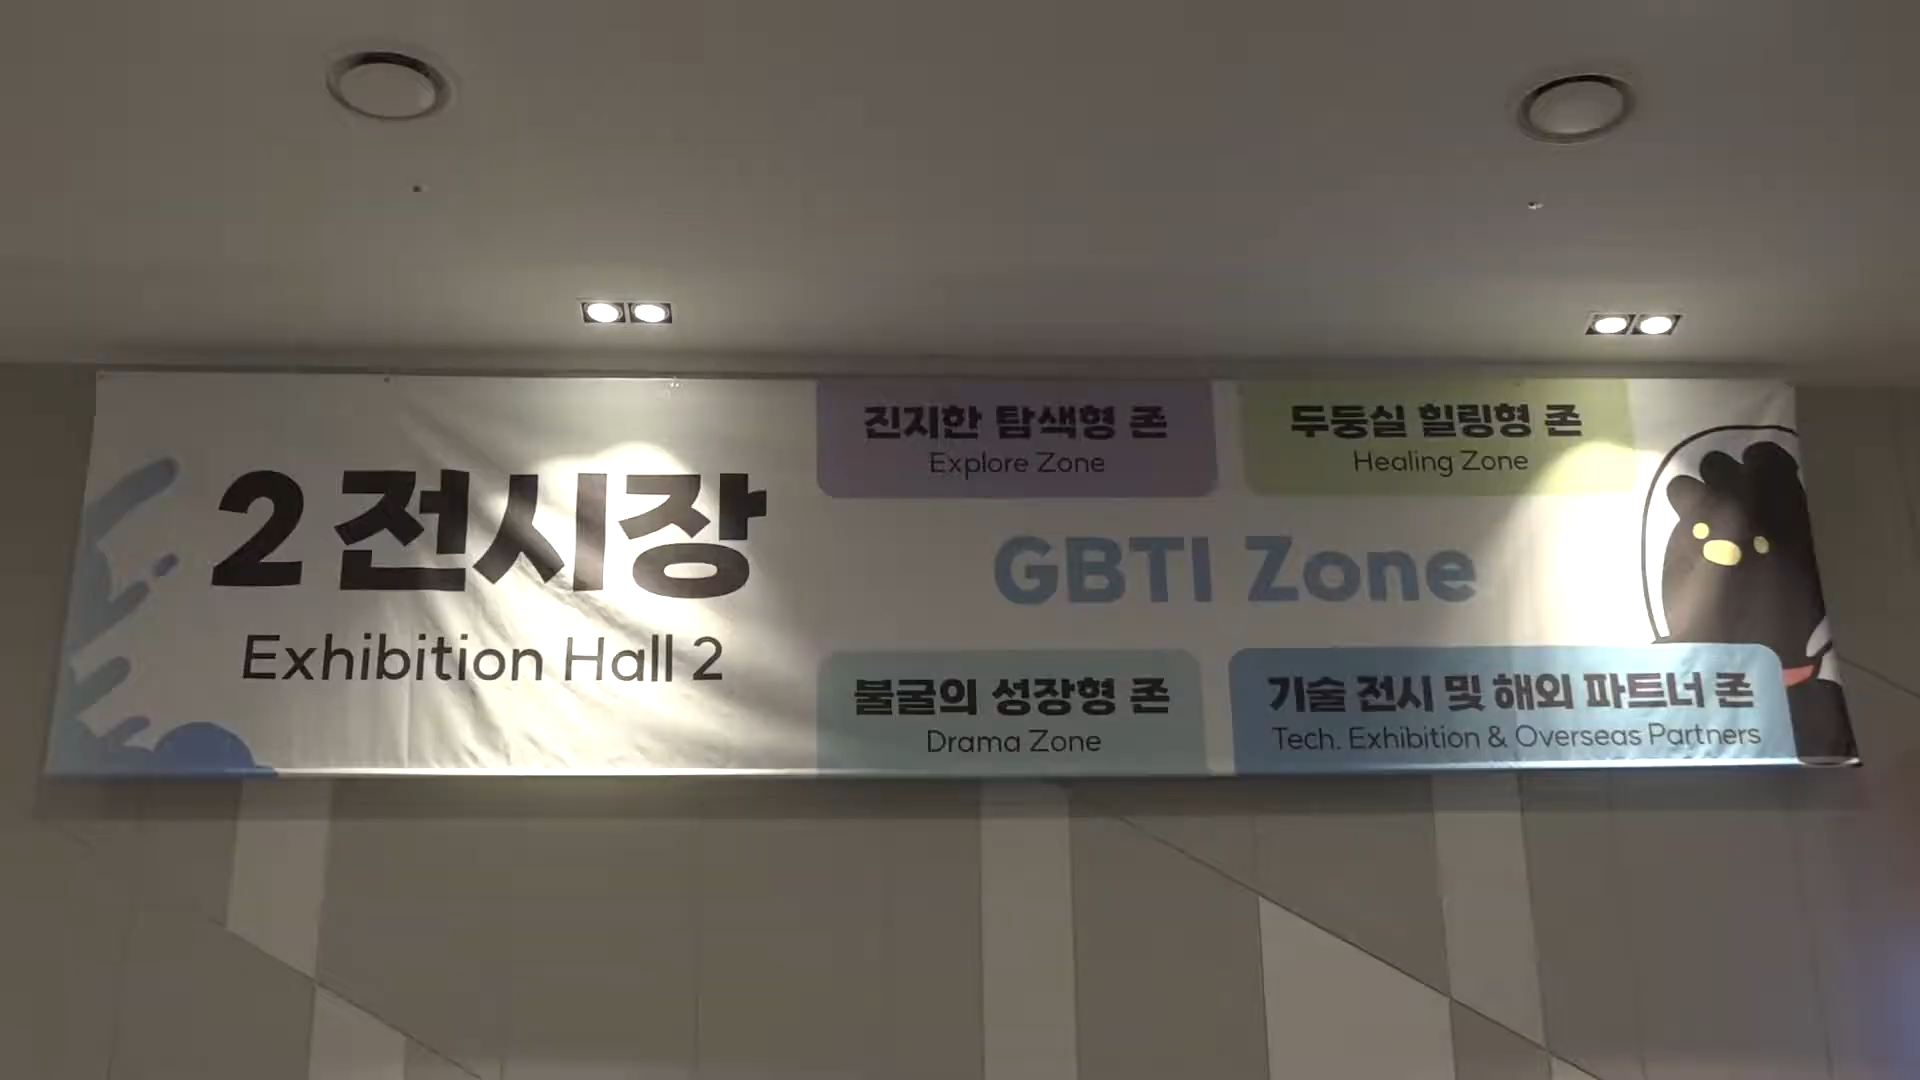 2 전시장
Exhibition Hall 2
진지한 탐색형 존
Explore Zone
두둥실 힐링형 존
Healing Zone
GBTI Zone
불굴의 성장형 존
Drama Zone
기술 전시 및 해외 파트너 존
Tech. Exhibition & Overseas Partners